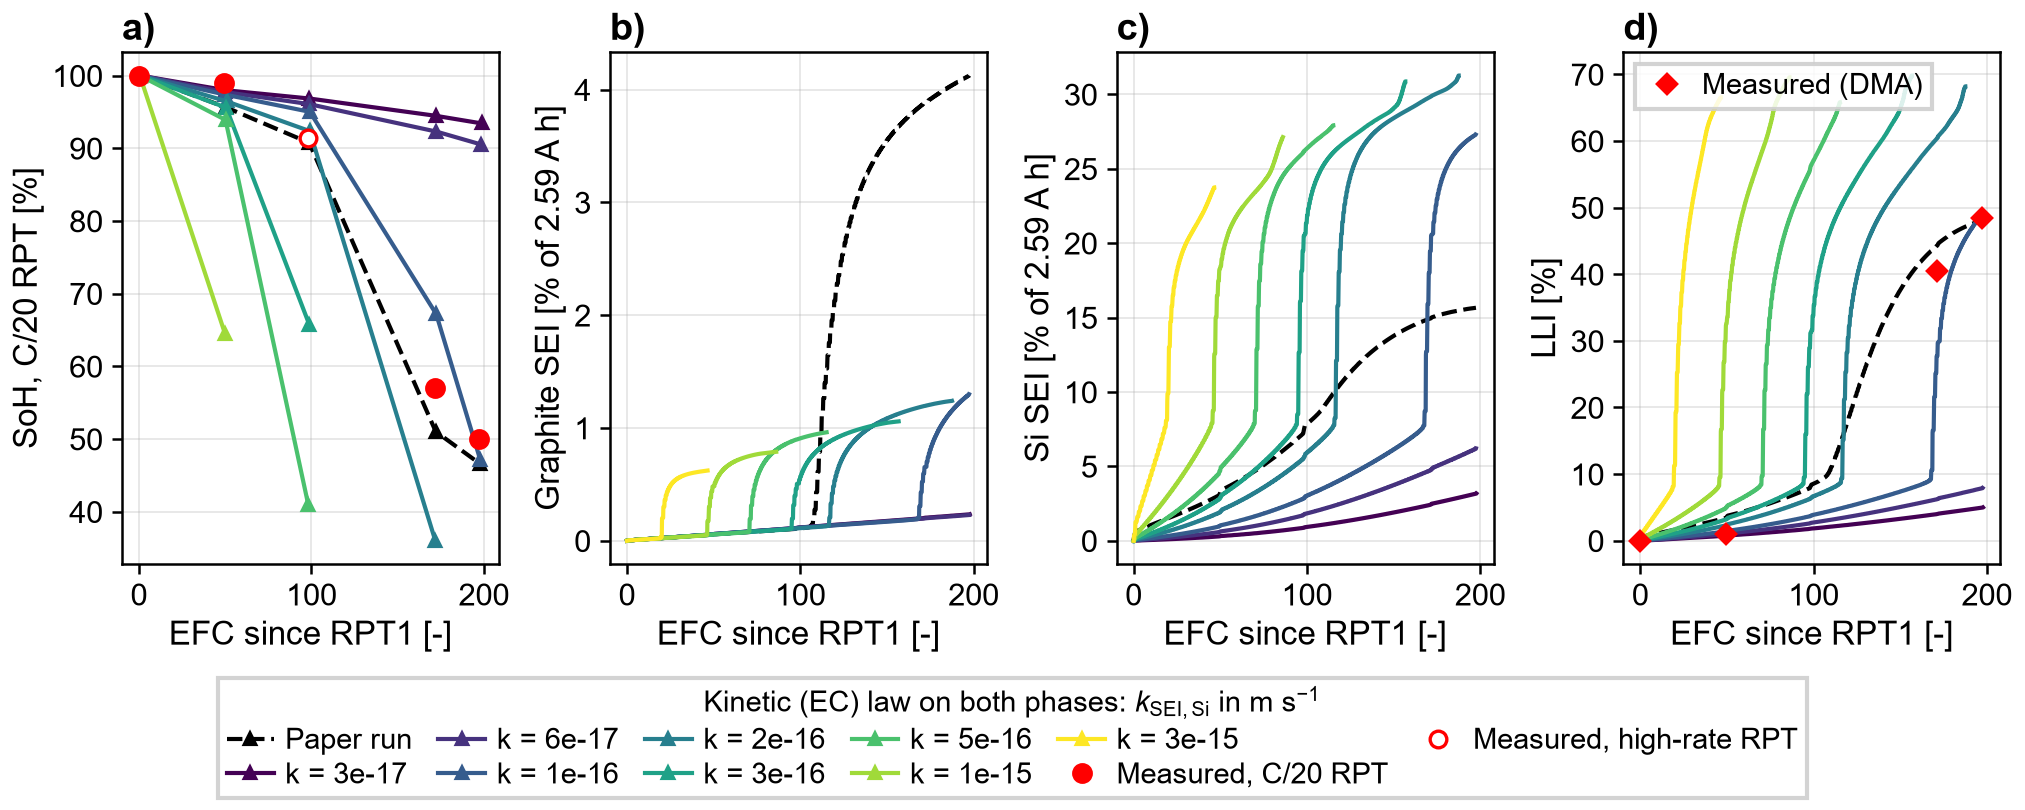 a)
b)
c)
d)
SoH, C/20 RPT [%]
100
90
80
70
60
50
40
0
100
200
EFC since RPT1 [-]
Graphite SEI [% of 2.59 A h]
4
3
2
1
0
0
100
200
EFC since RPT1 [-]
Si SEI [% of 2.59 A h]
30
25
20
15
10
5
0
0
100
200
EFC since RPT1 [-]
LLI [%]
70
60
50
40
30
20
10
0
0
100
200
EFC since RPT1 [-]
Measured (DMA)
Kinetic (EC) law on both phases: k_SEI, Si in m s⁻¹
Paper run
k = 3e-17
k = 6e-17
k = 1e-16
k = 2e-16
k = 3e-16
k = 5e-16
k = 1e-15
k = 3e-15
Measured, C/20 RPT
Measured, high-rate RPT